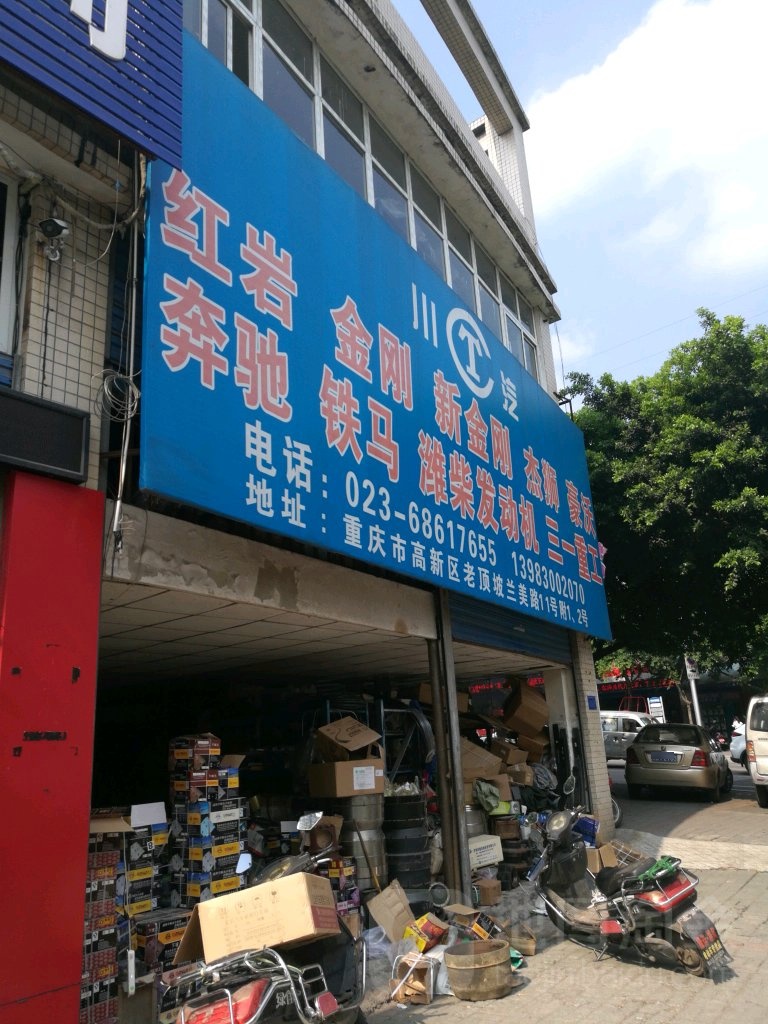 川 汽
红岩 金刚 新金刚 杰狮 豪沃
奔驰 铁马 潍柴发动机 三一重工
电话：023-68617655 13983002070
地址：重庆市高新区老顶坡兰美路11号附1、2号